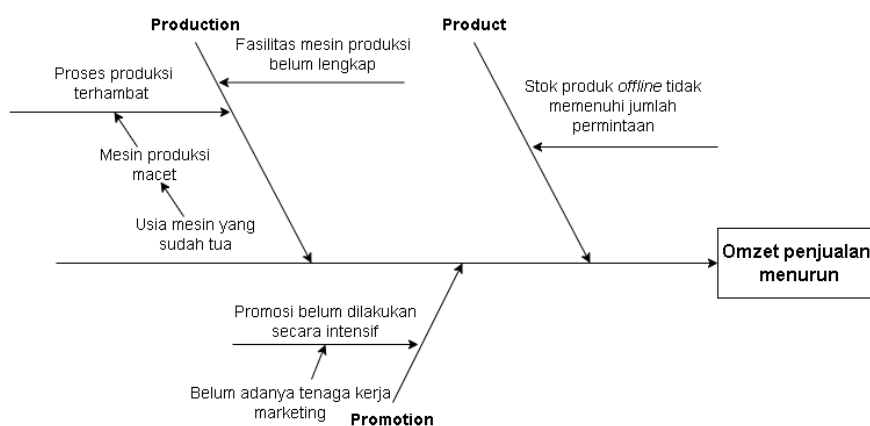 Production
Product
Fasilitas mesin produksi
belum lengkap
Proses produksi
terhambat
Stok produk offline tidak
memenuhi jumlah
permintaan
Mesin produksi
macet
Usia mesin yang
sudah tua
Omzet penjualan
menurun
Promosi belum dilakukan
secara intensif
Belum adanya tenaga kerja
marketing
Promotion